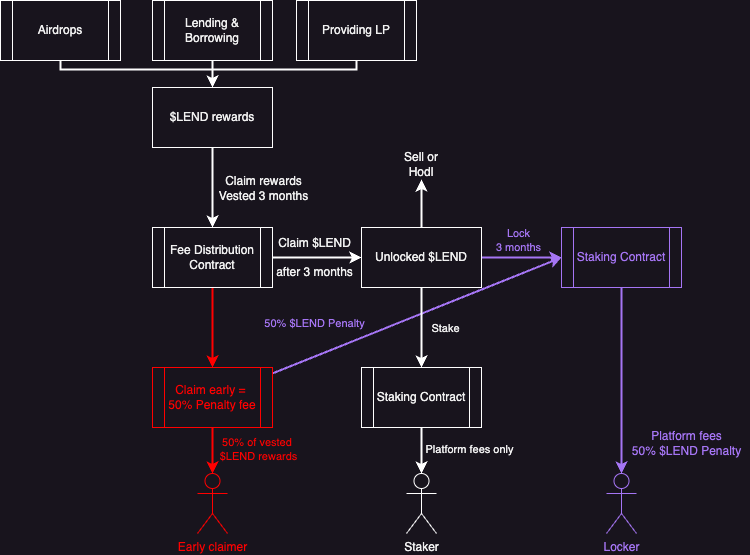 Airdrops
Lending &
Borrowing
Providing LP
$LEND rewards
Claim rewards
Vested 3 months
Sell or
Hodl
Fee Distribution
Contract
Claim $LEND
after 3 months
Unlocked $LEND
Lock
3 months
Staking Contract
50% $LEND Penalty
Stake
Claim early =
50% Penalty fee
Staking Contract
50% of vested
$LEND rewards
Platform fees only
Platform fees
50% $LEND Penalty
Early claimer
Staker
Locker